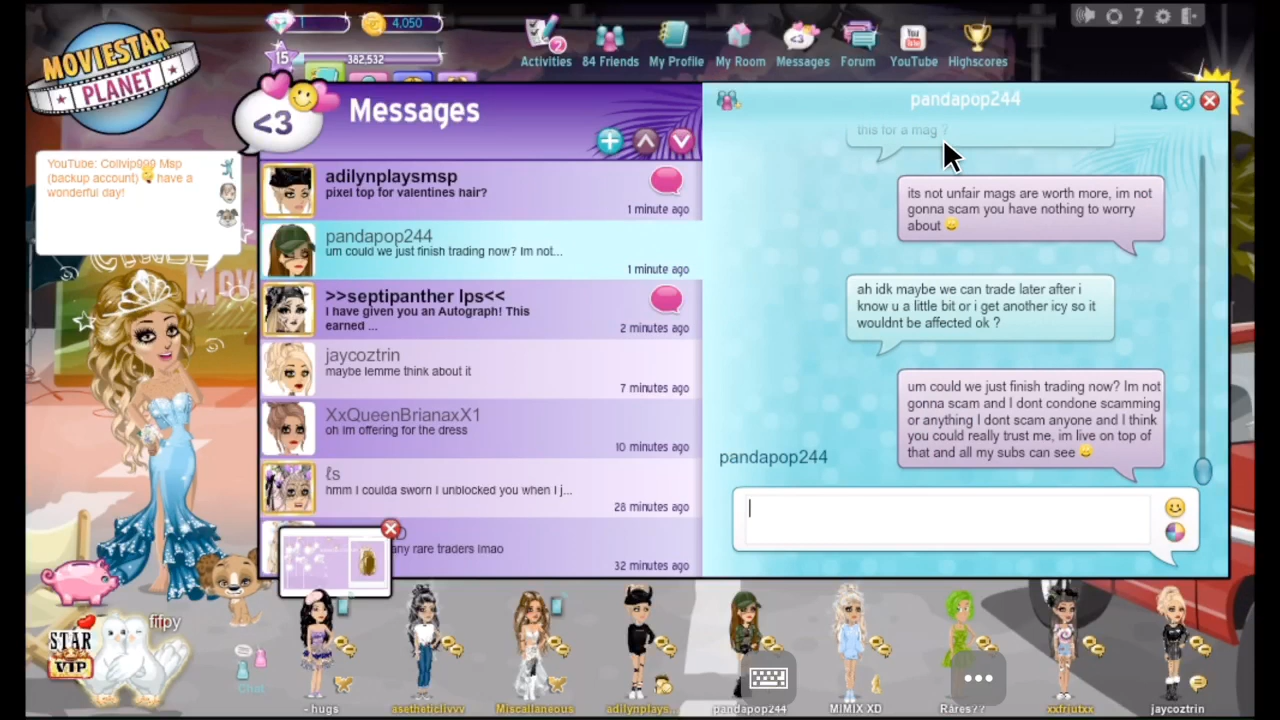 MOVIESTAR
PLANET
1
4,050
15
382,532
2
Activities
84 Friends
My Profile
My Room
Messages
Forum
You
Tube
YouTube
Highscores
<3
Messages
YouTube: Collvip999 Msp
(backup account) have a
wonderful day!
adilynplaysmsp
pixel top for valentines hair?
1 minute ago
pandapop244
um could we just finish trading now? Im not...
1 minute ago
>>septipanther lps<<
I have given you an Autograph! This
earned ...
2 minutes ago
jaycoztrin
maybe lemme think about it
7 minutes ago
XxQueenBrianaxX1
oh im offering for the dress
10 minutes ago
ℓs
hmm I coulda sworn I unblocked you when I j...
28 minutes ago
any rare traders lmao
32 minutes ago
pandapop244
this for a mag ?
its not unfair mags are worth more, im not
gonna scam you have nothing to worry
about
ah idk maybe we can trade later after i
know u a little bit or i get another icy so it
wouldnt be affected ok ?
um could we just finish trading now? Im not
gonna scam and I dont condone scamming
or anything I dont scam anyone and I think
you could really trust me, im live on top of
that and all my subs can see
pandapop244
fifpy
STAR
VIP
Chat
- hugs
asetheticlivvv
Miscallaneous
adilynplays...
pandapop244
MIMIX XD
Rares??
xxfriutxx
jaycoztrin